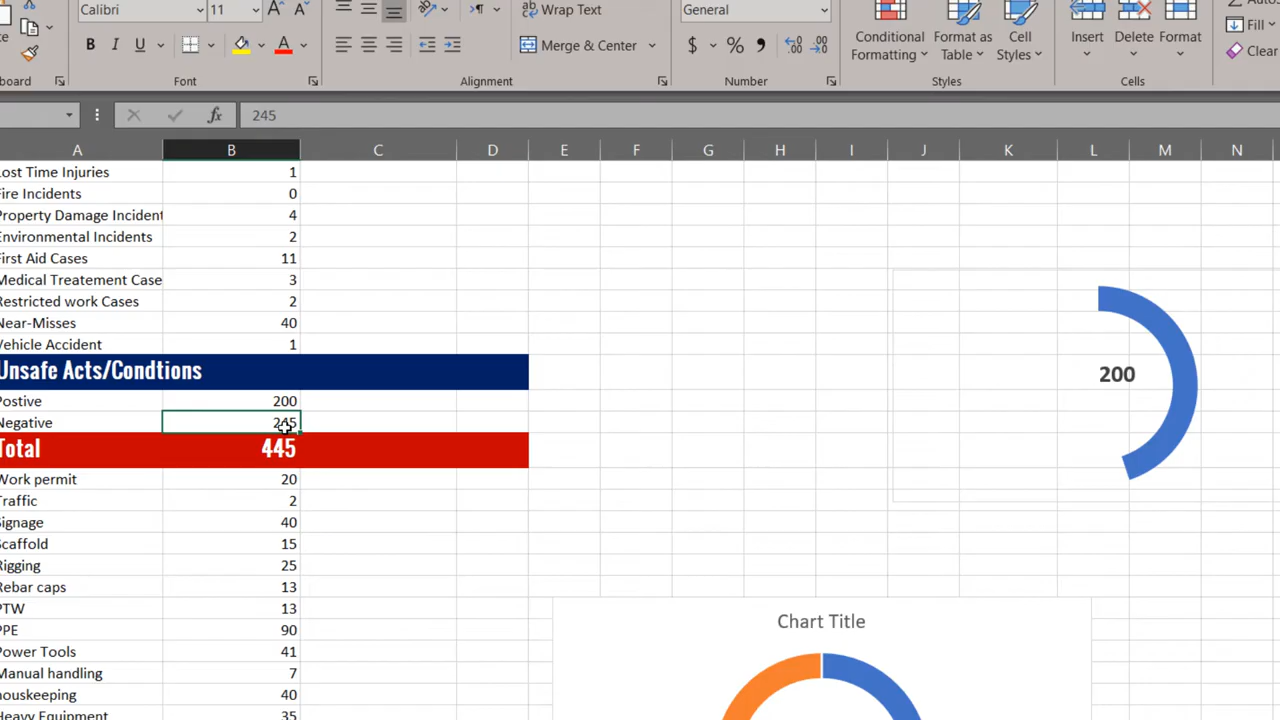 Calibri 11 A A Wrap Text General
B I U A Merge & Center $ % Conditional Formatting Format as Table Cell Styles Insert Delete Format Fill Clear
Font Alignment Number Styles Cells
fx 245
A B C D E F G H I J K L M N
Lost Time Injuries 1
Fire Incidents 0
Property Damage Incident 4
Environmental Incidents 2
First Aid Cases 11
Medical Treatement Case 3
Restricted work Cases 2
Near-Misses 40
Vehicle Accident 1
Unsafe Acts/Condtions
200
Postive 200
Negative 245
Total 445
Work permit 20
Traffic 2
Signage 40
Scaffold 15
Rigging 25
Rebar caps 13
PTW 13
PPE 90
Chart Title
Power Tools 41
Manual handling 7
houskeeping 40
Heavy Equipment 35